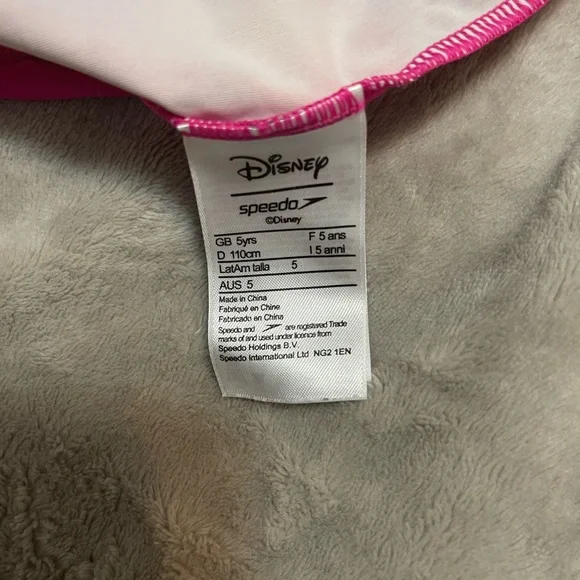 Disney
speedo
©Disney
GB 5yrs F 5 ans
D 110cm I 5 anni
LatAm talla 5
AUS 5
Made in China
Fabriqué en Chine
Fabricado en China
Speedo and are registered Trade
marks of and used under licence from
Speedo Holdings B.V.
Speedo International Ltd NG2 1EN